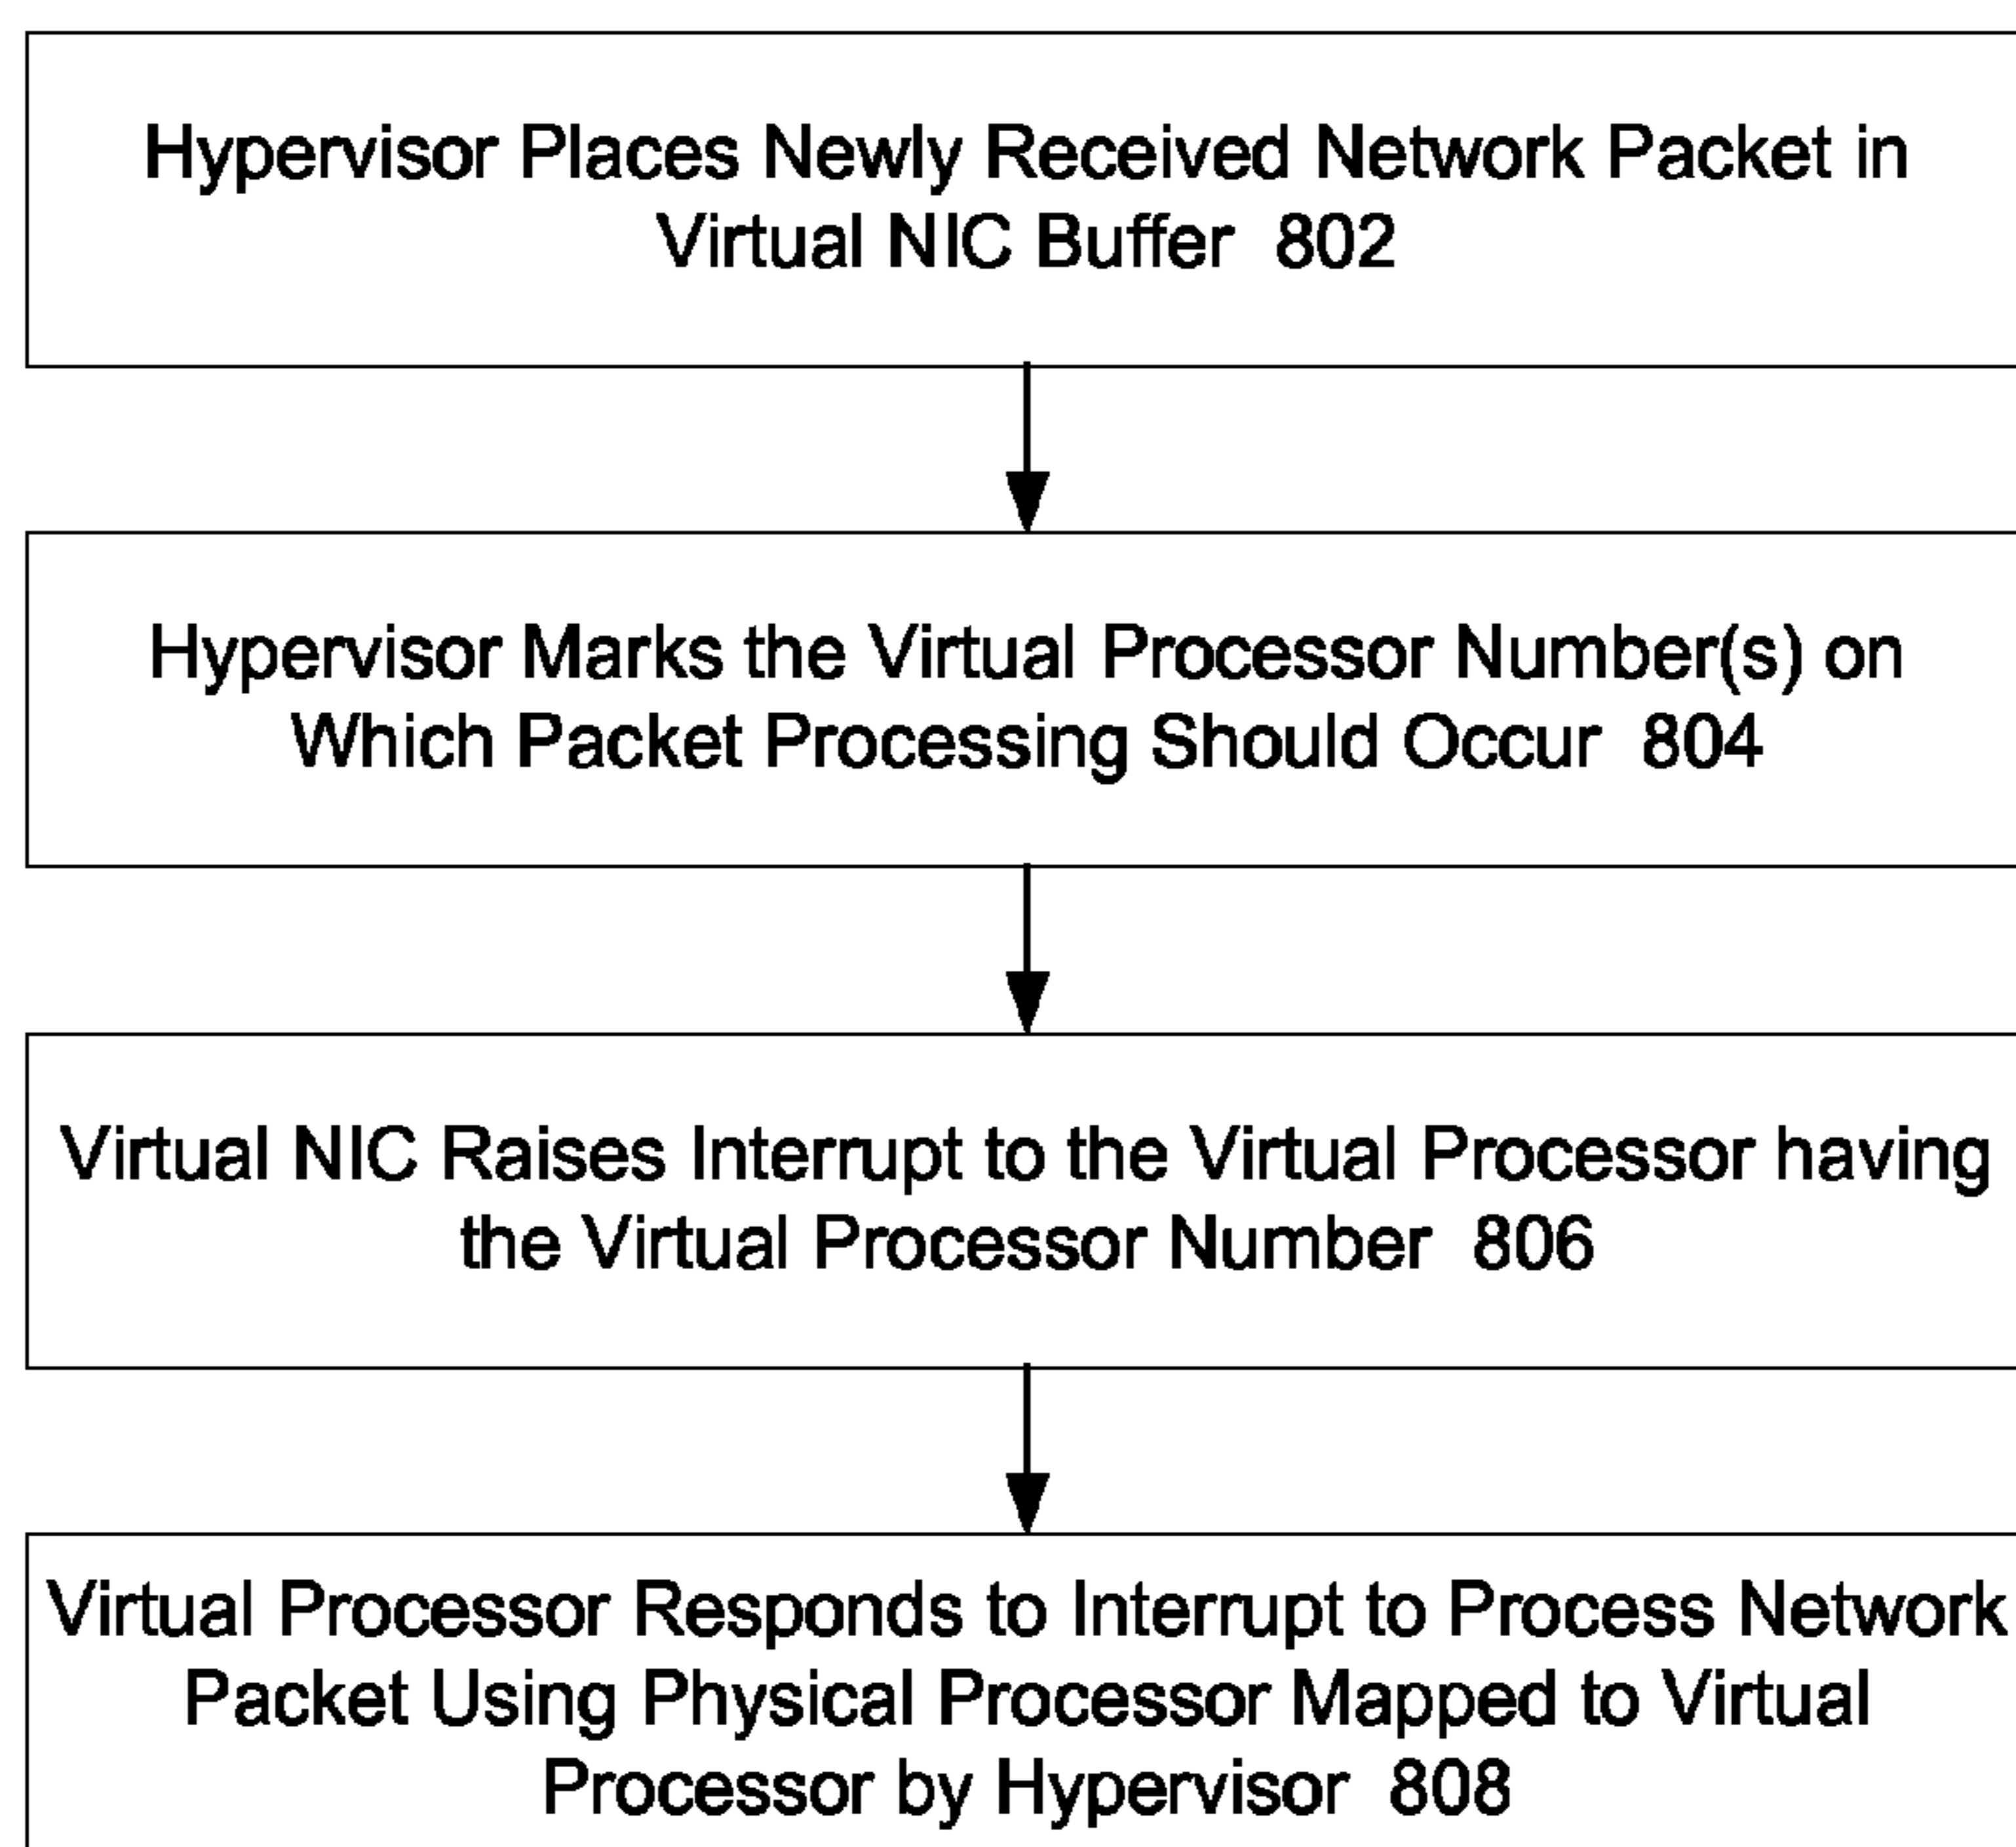 Hypervisor Places Newly Received Network Packet in
Virtual NIC Buffer 802
Hypervisor Marks the Virtual Processor Number(s) on
Which Packet Processing Should Occur 804
Virtual NIC Raises Interrupt to the Virtual Processor having
the Virtual Processor Number 806
Virtual Processor Responds to Interrupt to Process Network
Packet Using Physical Processor Mapped to Virtual
Processor by Hypervisor 808